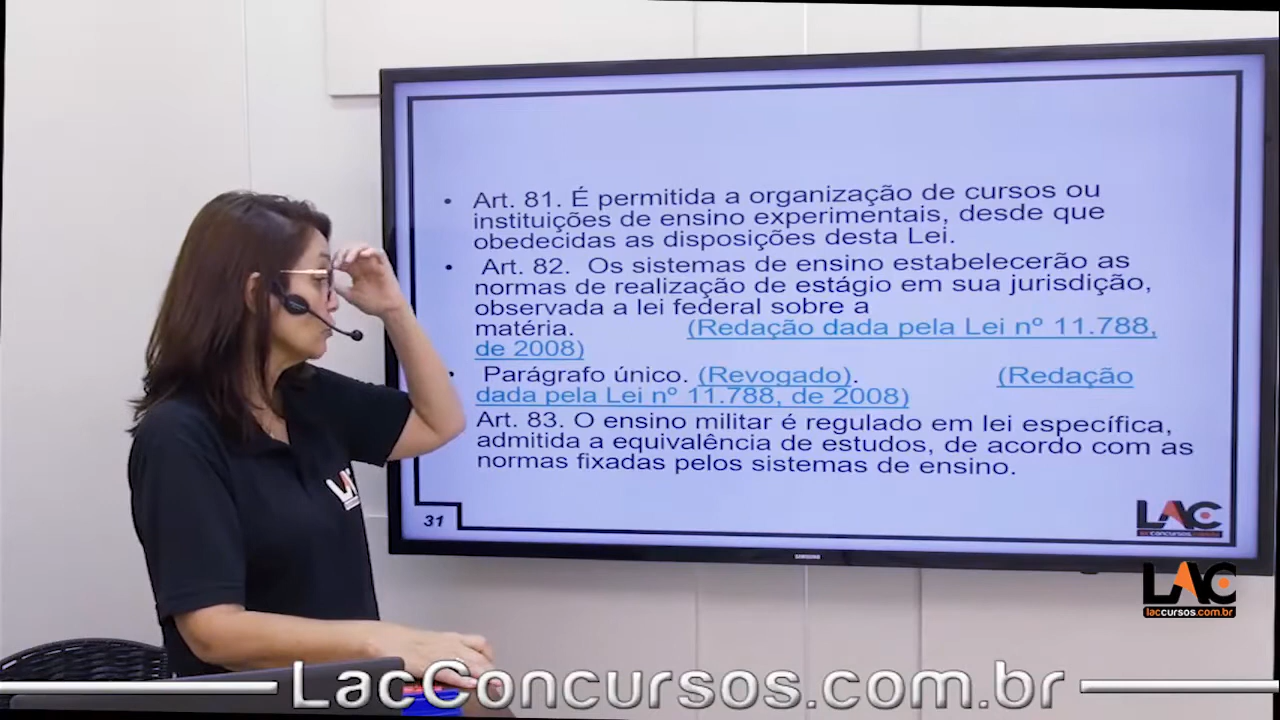 • Art. 81. É permitida a organização de cursos ou
instituições de ensino experimentais, desde que
obedecidas as disposições desta Lei.
• Art. 82. Os sistemas de ensino estabelecerão as
normas de realização de estágio em sua jurisdição,
observada a lei federal sobre a
matéria. (Redação dada pela Lei nº 11.788,
de 2008)
• Parágrafo único. (Revogado). (Redação
dada pela Lei nº 11.788, de 2008)
Art. 83. O ensino militar é regulado em lei específica,
admitida a equivalência de estudos, de acordo com as
normas fixadas pelos sistemas de ensino.
31
LAC
lacconcursos.com.br
SAMSUNG
LAC
laccursos.com.br
LacConcursos.com.br